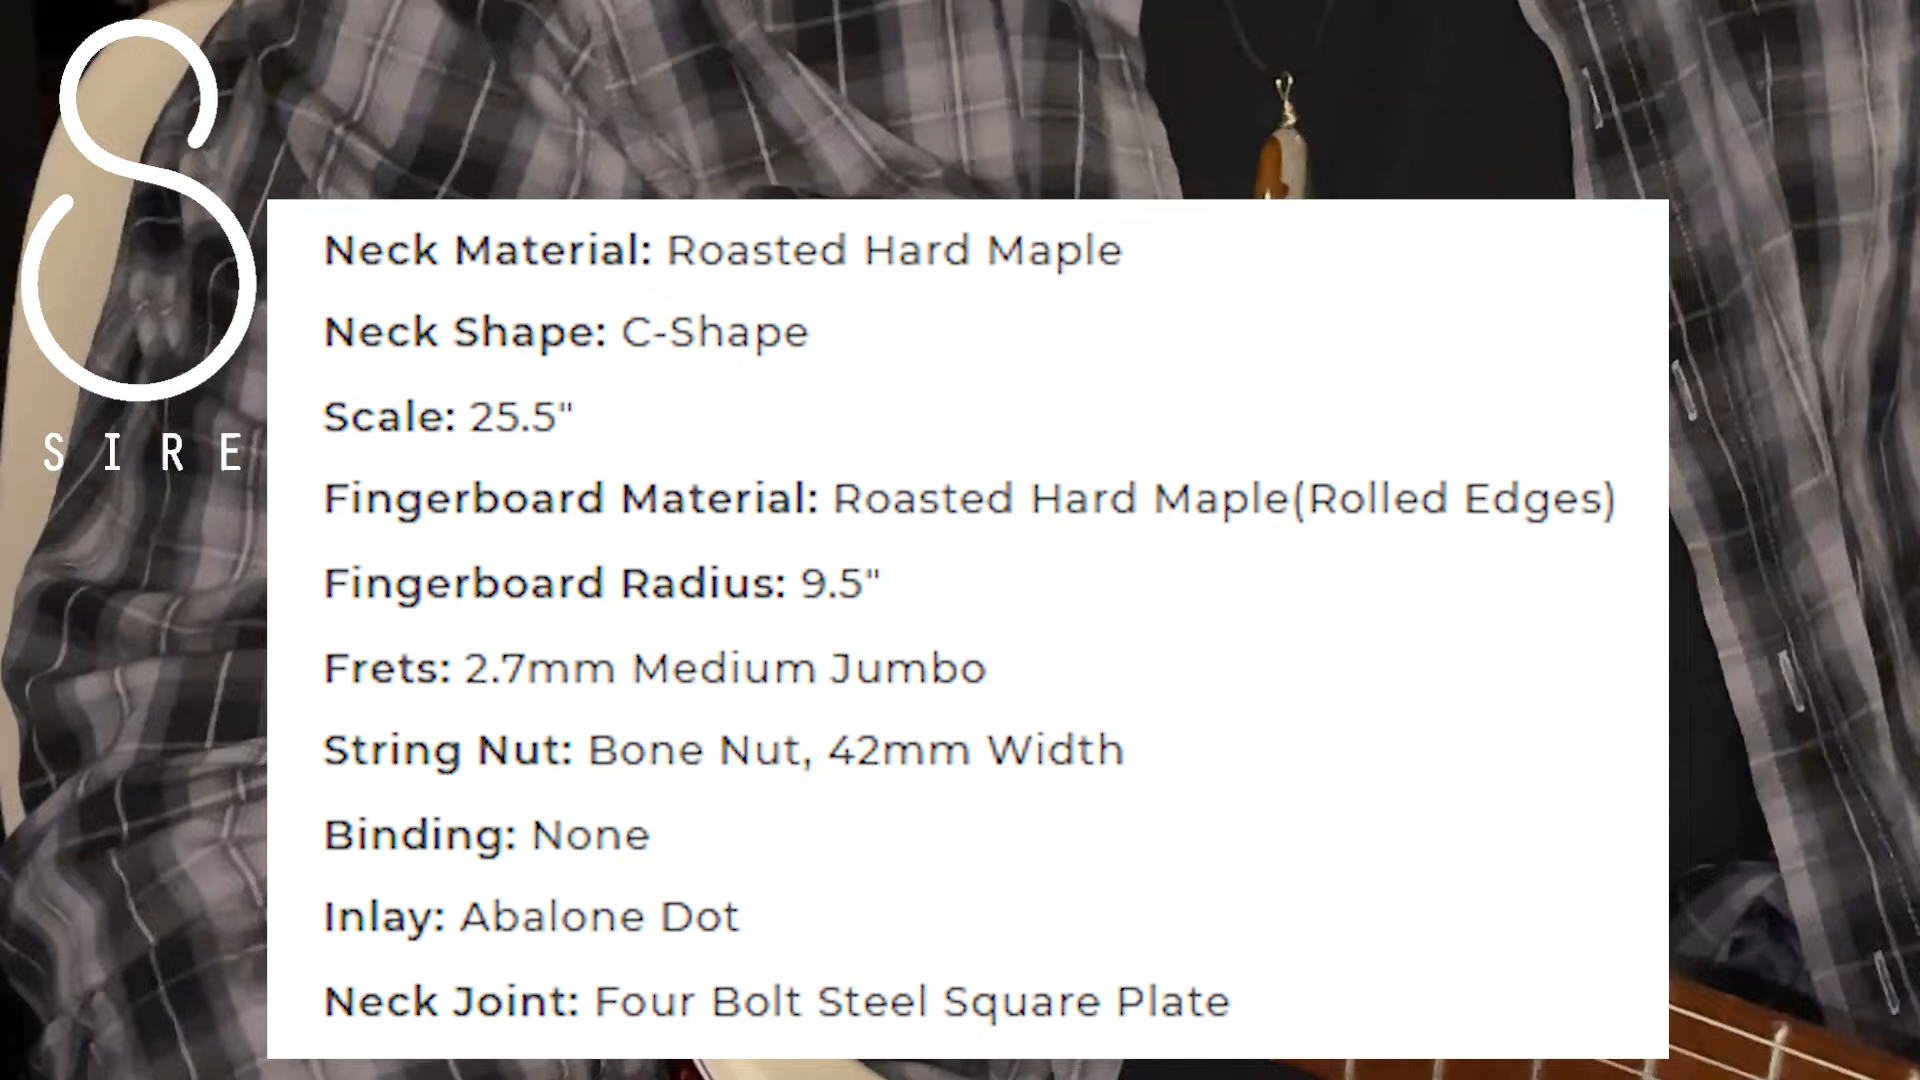 SIRE
Neck Material: Roasted Hard Maple
Neck Shape: C-Shape
Scale: 25.5"
Fingerboard Material: Roasted Hard Maple(Rolled Edges)
Fingerboard Radius: 9.5"
Frets: 2.7mm Medium Jumbo
String Nut: Bone Nut, 42mm Width
Binding: None
Inlay: Abalone Dot
Neck Joint: Four Bolt Steel Square Plate